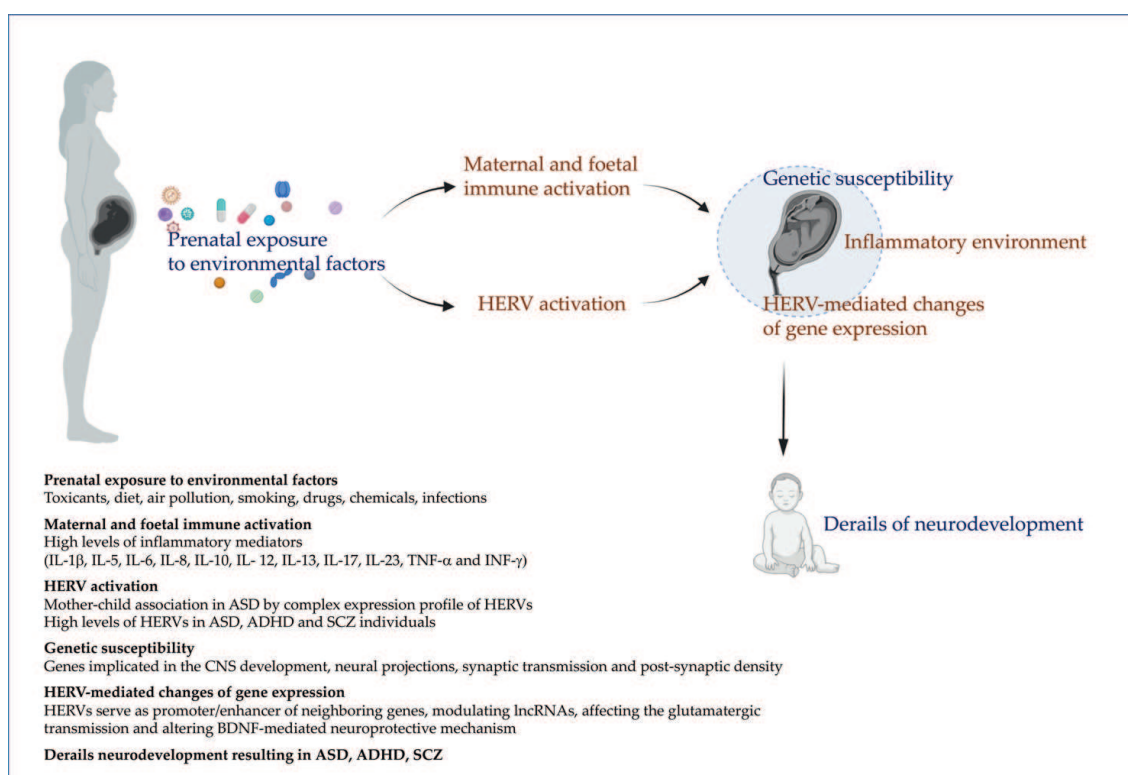 Maternal and foetal
immune activation
Genetic susceptibility
Prenatal exposure
to environmental factors
Inflammatory environment
HERV activation
HERV-mediated changes
of gene expression
Derails of neurodevelopment
Prenatal exposure to environmental factors
Toxicants, diet, air pollution, smoking, drugs, chemicals, infections
Maternal and foetal immune activation
High levels of inflammatory mediators
(IL-1β, IL-5, IL-6, IL-8, IL-10, IL- 12, IL-13, IL-17, IL-23, TNF-α and INF-γ)
HERV activation
Mother-child association in ASD by complex expression profile of HERVs
High levels of HERVs in ASD, ADHD and SCZ individuals
Genetic susceptibility
Genes implicated in the CNS development, neural projections, synaptic transmission and post-synaptic density
HERV-mediated changes of gene expression
HERVs serve as promoter/enhancer of neighboring genes, modulating lncRNAs, affecting the glutamatergic
transmission and altering BDNF-mediated neuroprotective mechanism
Derails neurodevelopment resulting in ASD, ADHD, SCZ